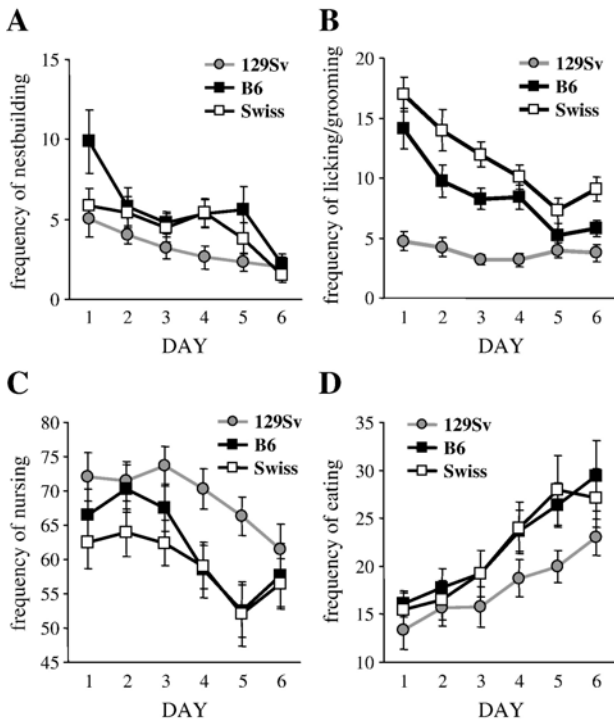 A
frequency of nestbuilding
15
10
5
0
129Sv
B6
Swiss
1 2 3 4 5 6
DAY
B
frequency of licking/grooming
20
15
10
5
0
129Sv
B6
Swiss
1 2 3 4 5 6
DAY
C
frequency of nursing
80
75
70
65
60
55
50
45
129Sv
B6
Swiss
1 2 3 4 5 6
DAY
D
frequency of eating
35
30
25
20
15
10
129Sv
B6
Swiss
1 2 3 4 5 6
DAY